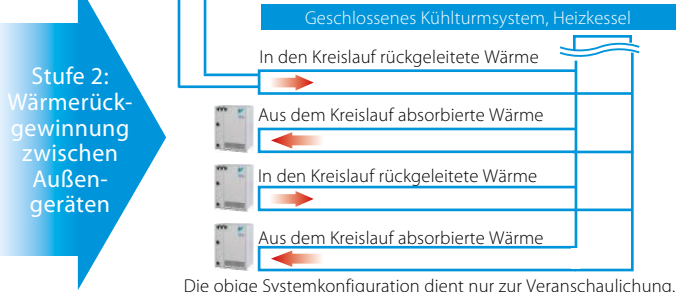 Geschlossenes Kühlturmsystem, Heizkessel
In den Kreislauf rückgeleitete Wärme
Stufe 2:
Wärmerück-
gewinnung
zwischen
Außen-
geräten
Aus dem Kreislauf absorbierte Wärme
In den Kreislauf rückgeleitete Wärme
Aus dem Kreislauf absorbierte Wärme
Die obige Systemkonfiguration dient nur zur Veranschaulichung.